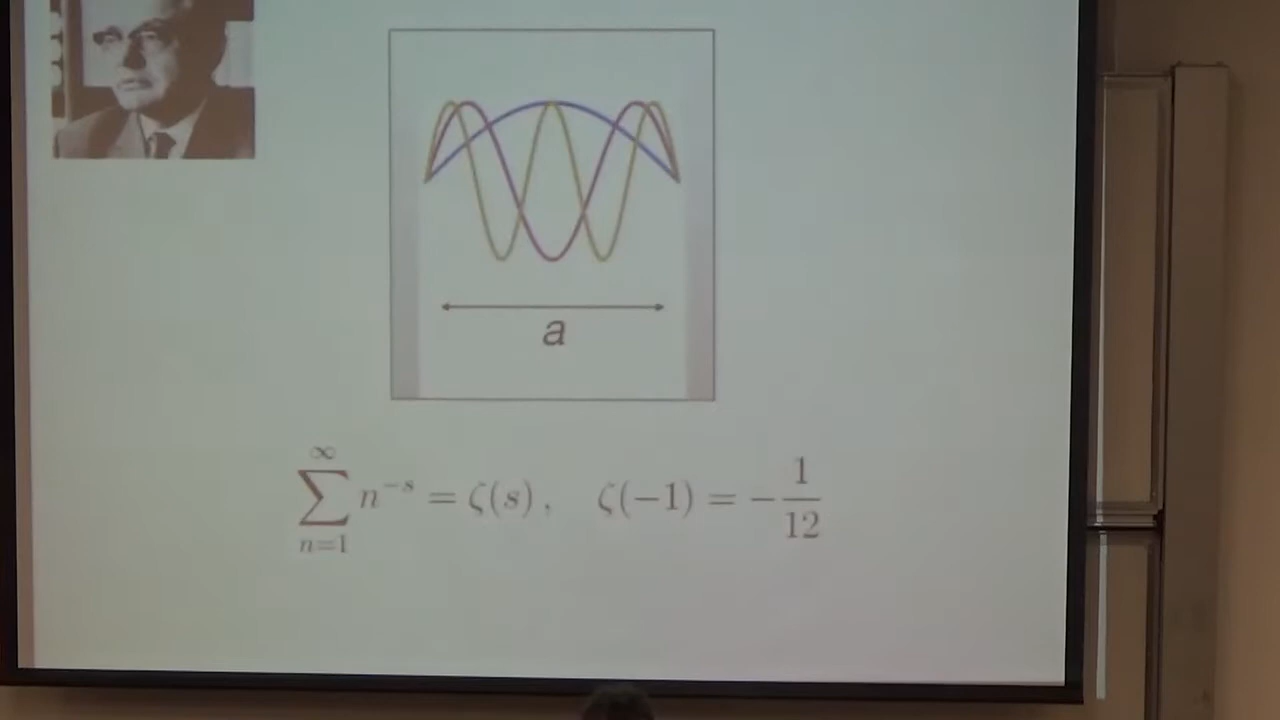 a
∞
∑ n⁻ˢ = ζ(s) ,   ζ(−1) = − 1/12
n=1